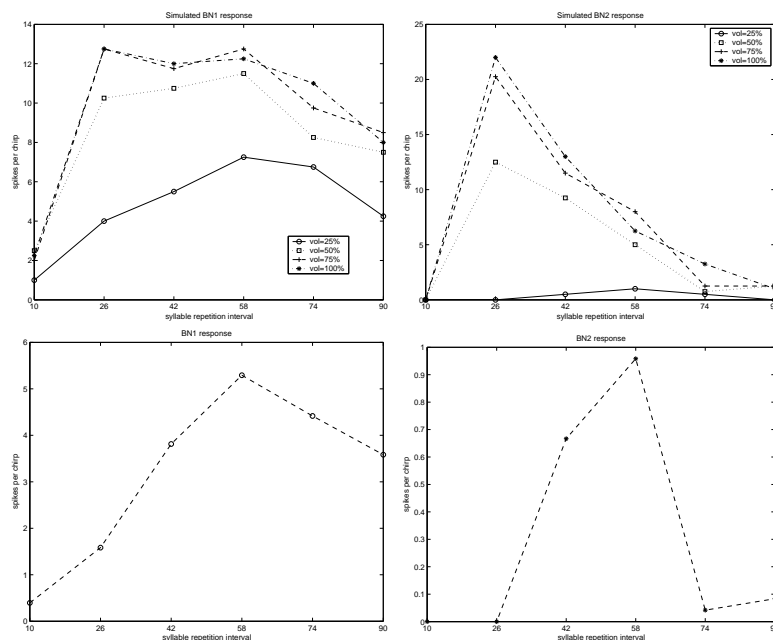 Simulated BN1 response
14
12
10
8
6
4
2
0
spikes per chirp
vol=25%
vol=50%
vol=75%
vol=100%
10 26 42 58 74 90
syllable repetition interval
Simulated BN2 response
25
20
15
10
5
0
spikes per chirp
vol=25%
vol=50%
vol=75%
vol=100%
10 26 42 58 74
syllable repetition interval
BN1 response
6
5
4
3
2
1
0
spikes per chirp
10 26 42 58 74 90
syllable repetition interval
BN2 response
1
0.9
0.8
0.7
0.6
0.5
0.4
0.3
0.2
0.1
0
spikes per chirp
10 26 42 58 74
syllable repetition interval